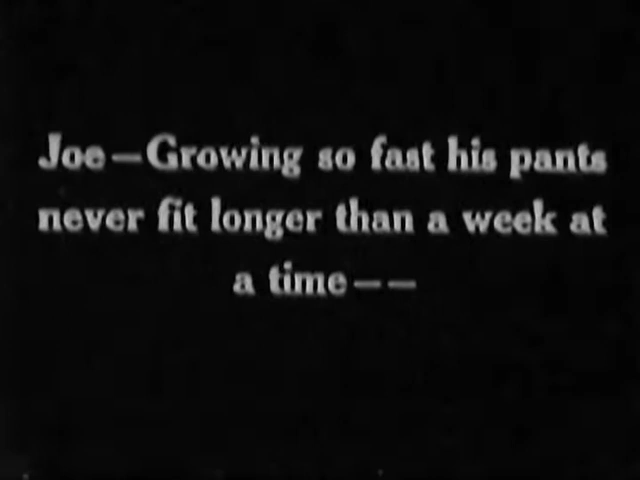 Joe—Growing so fast his pants
never fit longer than a week at
a time——